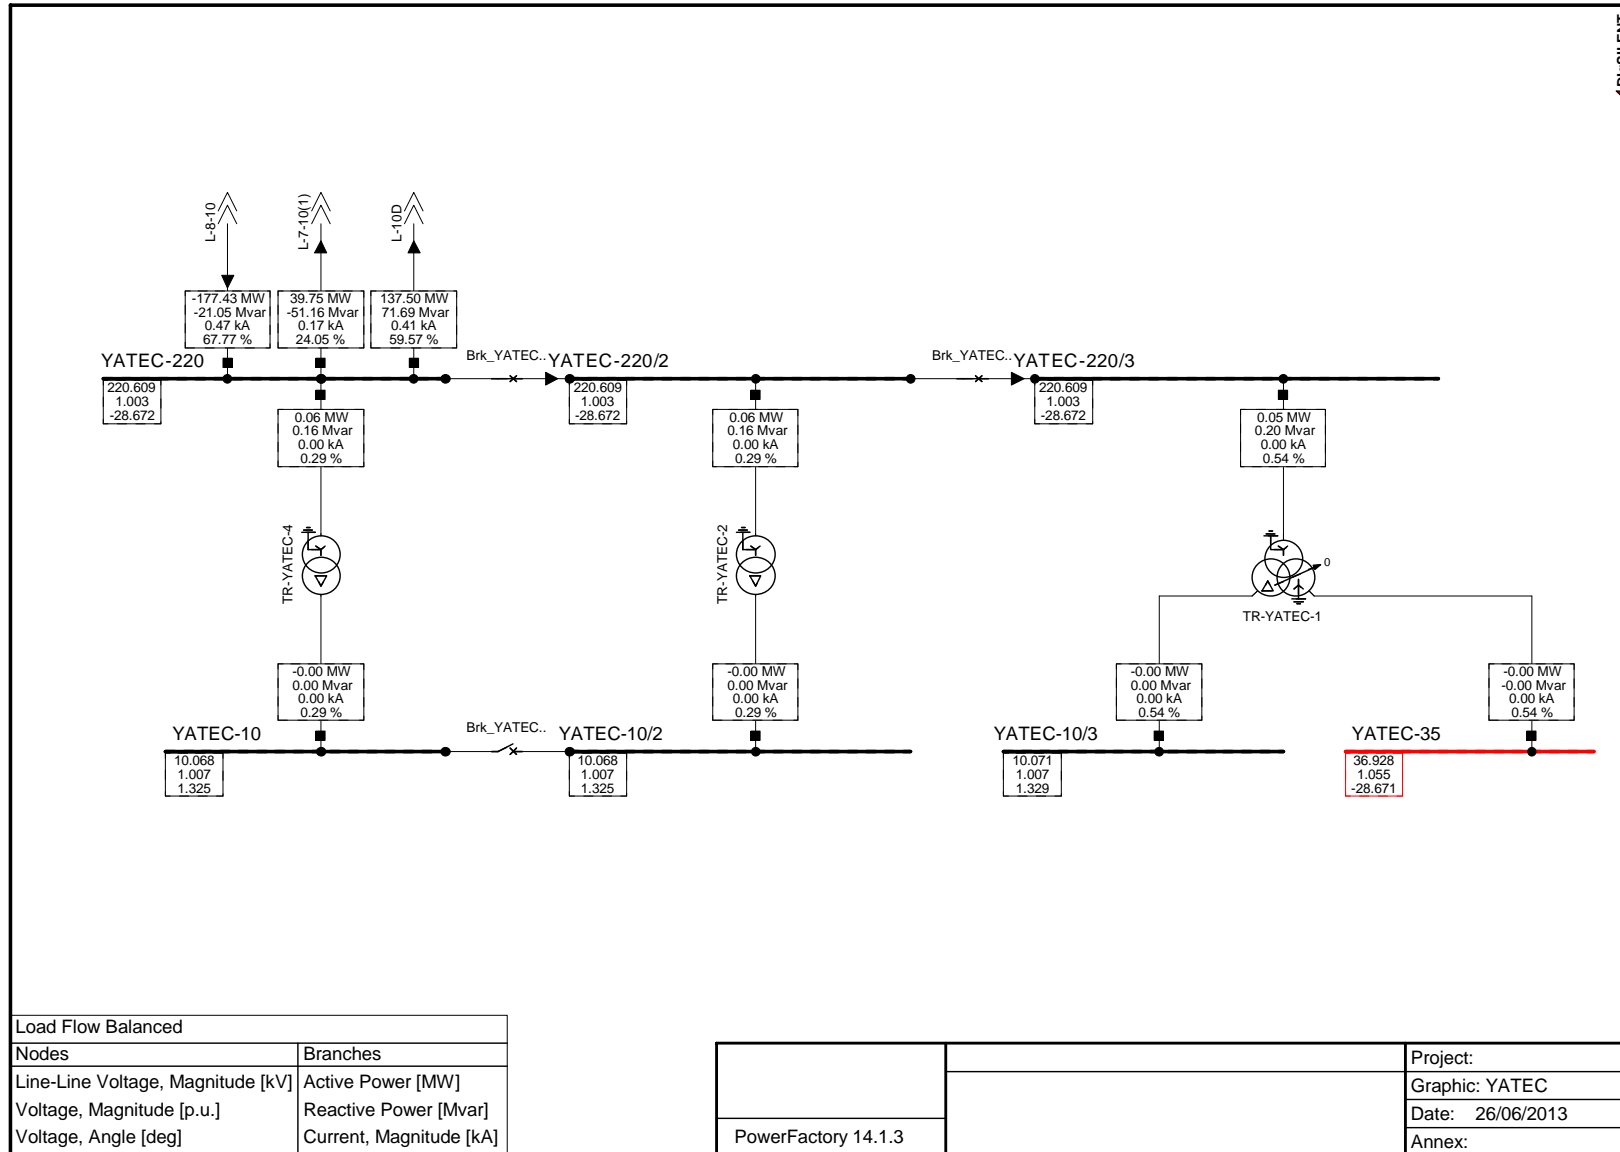 DIgSILENT
L-8-10
L-7-10(1)
L-10D
-177.43 MW
-21.05 Mvar
0.47 kA
67.77 %
39.75 MW
-51.16 Mvar
0.17 kA
24.05 %
137.50 MW
71.69 Mvar
0.41 kA
59.57 %
YATEC-220
Brk_YATEC..
YATEC-220/2
Brk_YATEC..
YATEC-220/3
220.609
1.003
-28.672
220.609
1.003
-28.672
220.609
1.003
-28.672
0.06 MW
0.16 Mvar
0.00 kA
0.29 %
0.06 MW
0.16 Mvar
0.00 kA
0.29 %
0.05 MW
0.20 Mvar
0.00 kA
0.54 %
TR-YATEC-4
TR-YATEC-2
0
TR-YATEC-1
-0.00 MW
0.00 Mvar
0.00 kA
0.29 %
-0.00 MW
0.00 Mvar
0.00 kA
0.29 %
-0.00 MW
0.00 Mvar
0.00 kA
0.54 %
-0.00 MW
-0.00 Mvar
0.00 kA
0.54 %
YATEC-10
Brk_YATEC..
YATEC-10/2
YATEC-10/3
YATEC-35
10.068
1.007
1.325
10.068
1.007
1.325
10.071
1.007
1.329
36.928
1.055
-28.671
Load Flow Balanced
Nodes
Branches
Line-Line Voltage, Magnitude [kV]
Active Power [MW]
Voltage, Magnitude [p.u.]
Reactive Power [Mvar]
Voltage, Angle [deg]
Current, Magnitude [kA]
PowerFactory 14.1.3
Project:
Graphic: YATEC
Date: 26/06/2013
Annex: